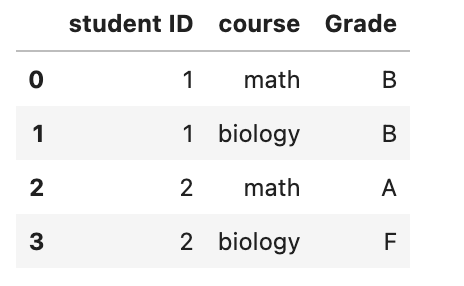 student ID course Grade
0 1 math B
1 1 biology B
2 2 math A
3 2 biology F